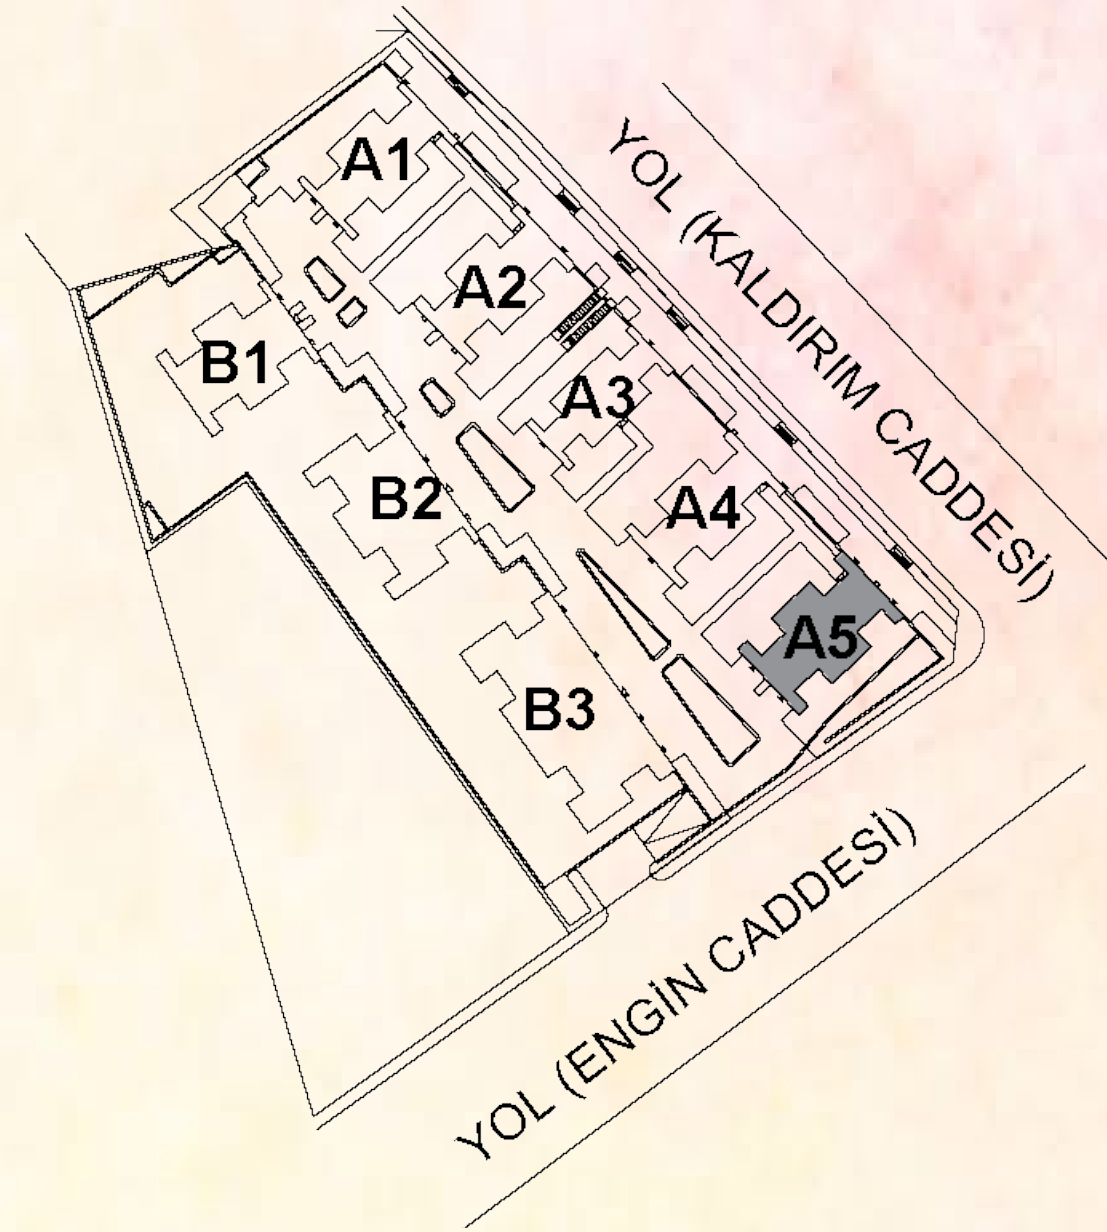 A1
YOL (KALDIRIM CADDESİ)
A2
B1
A3
B2
A4
A5
B3
YOL (ENGİN CADDESİ)